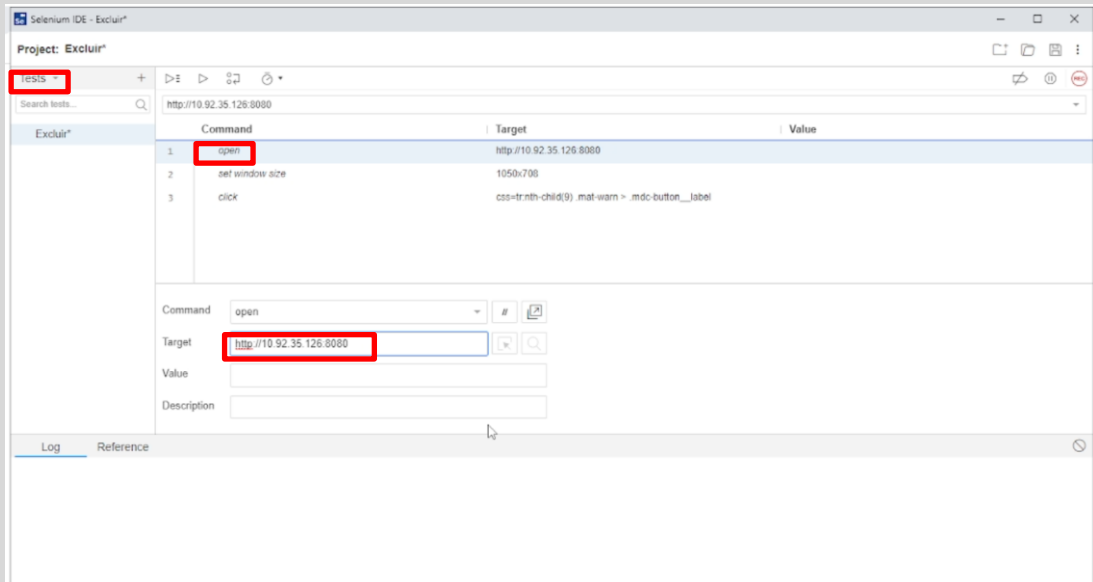 Selenium IDE - Excluir*
Project: Excluir*
Tests
Search tests...
Excluir*
http://10.92.35.126:8080
Command Target Value
1 open http://10.92.35.126:8080
2 set window size 1050x708
3 click css=tr:nth-child(9) .mat-warn > .mdc-button__label
Command open //
Target http://10.92.35.126:8080
Value
Description
Log Reference
REC